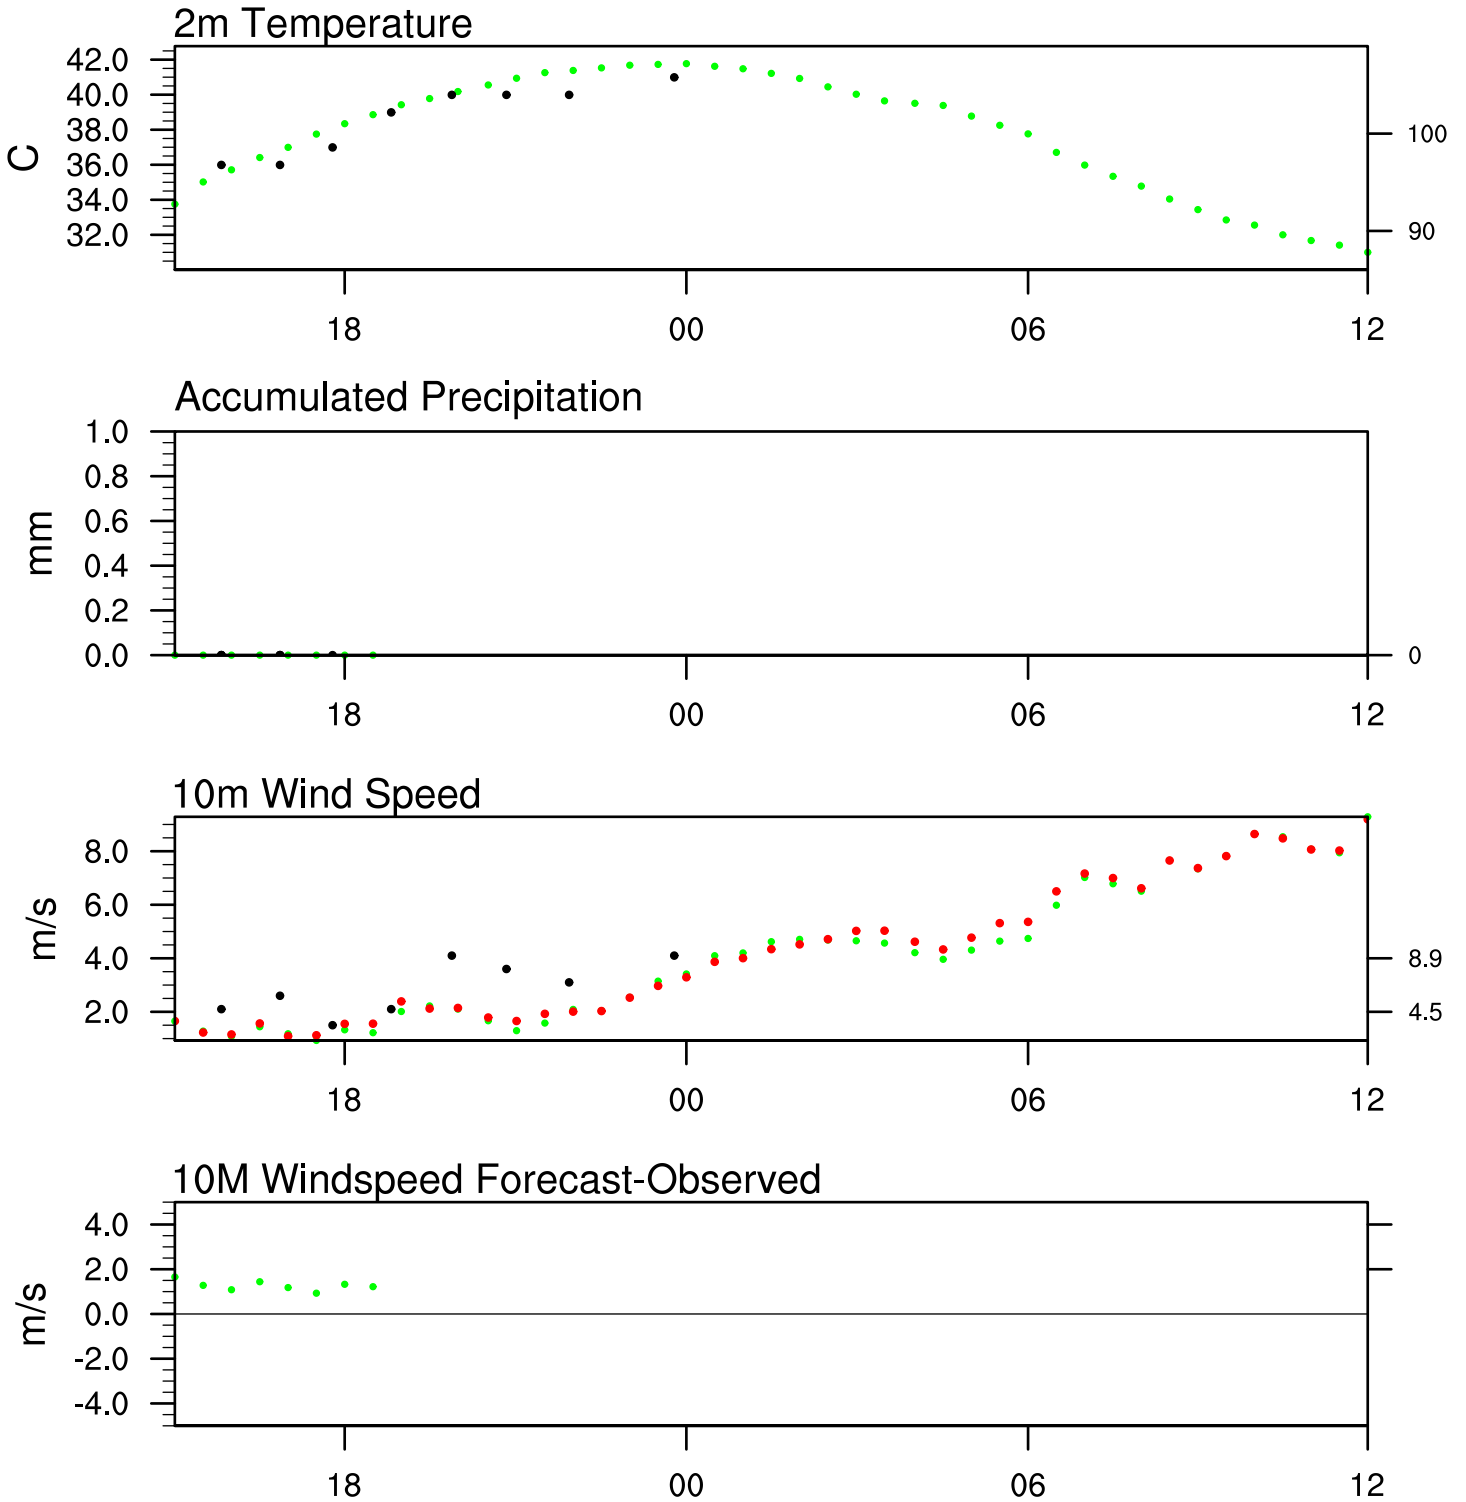 2m Temperature
42.0
40.0
38.0
36.0
34.0
32.0
C
100
90
18 00 06 12
Accumulated Precipitation
1.0
0.8
0.6
0.4
0.2
0.0
mm
0
18 00 06 12
10m Wind Speed
8.0
6.0
4.0
2.0
m/s
8.9
4.5
18 00 06 12
10M Windspeed Forecast-Observed
4.0
2.0
0.0
-2.0
-4.0
m/s
18 00 06 12